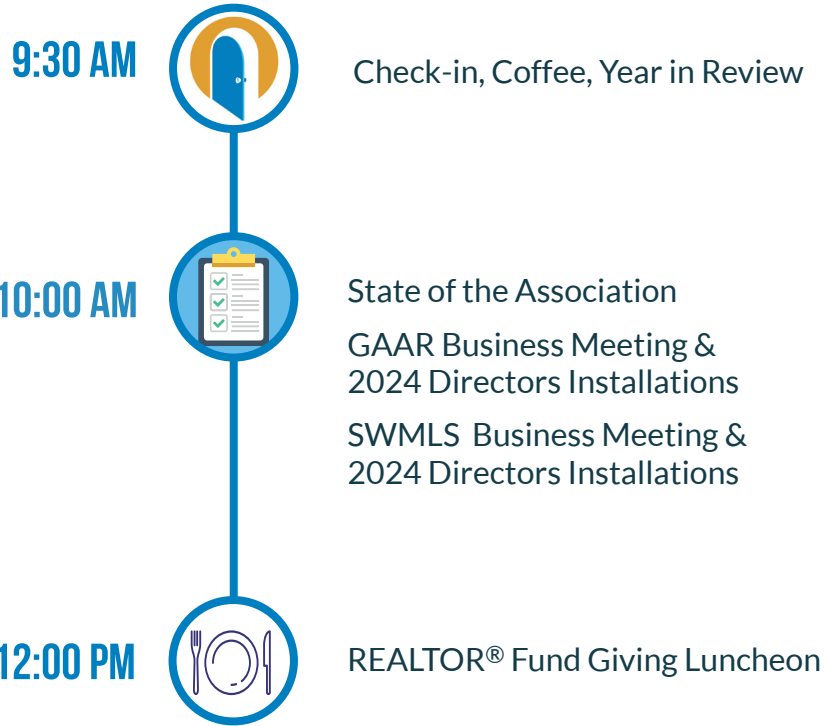 9:30 AM
Check-in, Coffee, Year in Review
10:00 AM
State of the Association
GAAR Business Meeting &
2024 Directors Installations
SWMLS Business Meeting &
2024 Directors Installations
12:00 PM
REALTOR® Fund Giving Luncheon